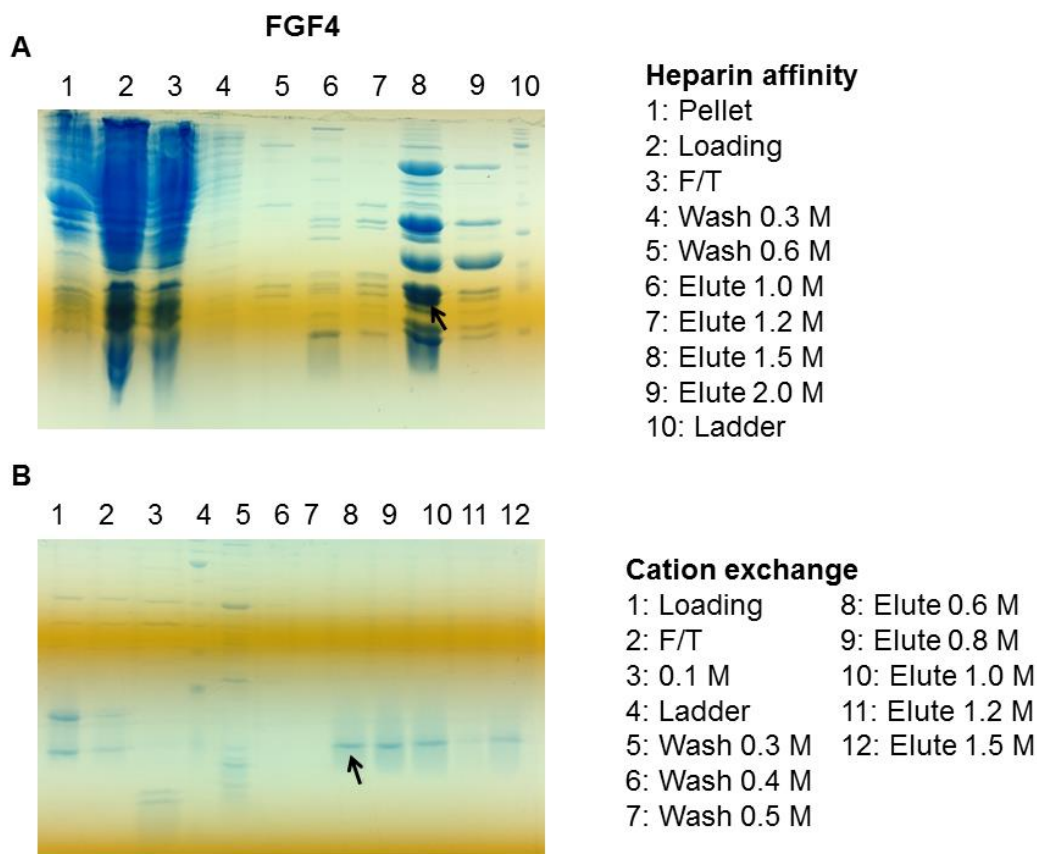 FGF4
A
1 2 3 4 5 6 7 8 9 10
Heparin affinity
1: Pellet
2: Loading
3: F/T
4: Wash 0.3 M
5: Wash 0.6 M
6: Elute 1.0 M
7: Elute 1.2 M
8: Elute 1.5 M
9: Elute 2.0 M
10: Ladder
B
1 2 3 4 5 6 7 8 9 10 11 12
Cation exchange
1: Loading
2: F/T
3: 0.1 M
4: Ladder
5: Wash 0.3 M
6: Wash 0.4 M
7: Wash 0.5 M
8: Elute 0.6 M
9: Elute 0.8 M
10: Elute 1.0 M
11: Elute 1.2 M
12: Elute 1.5 M